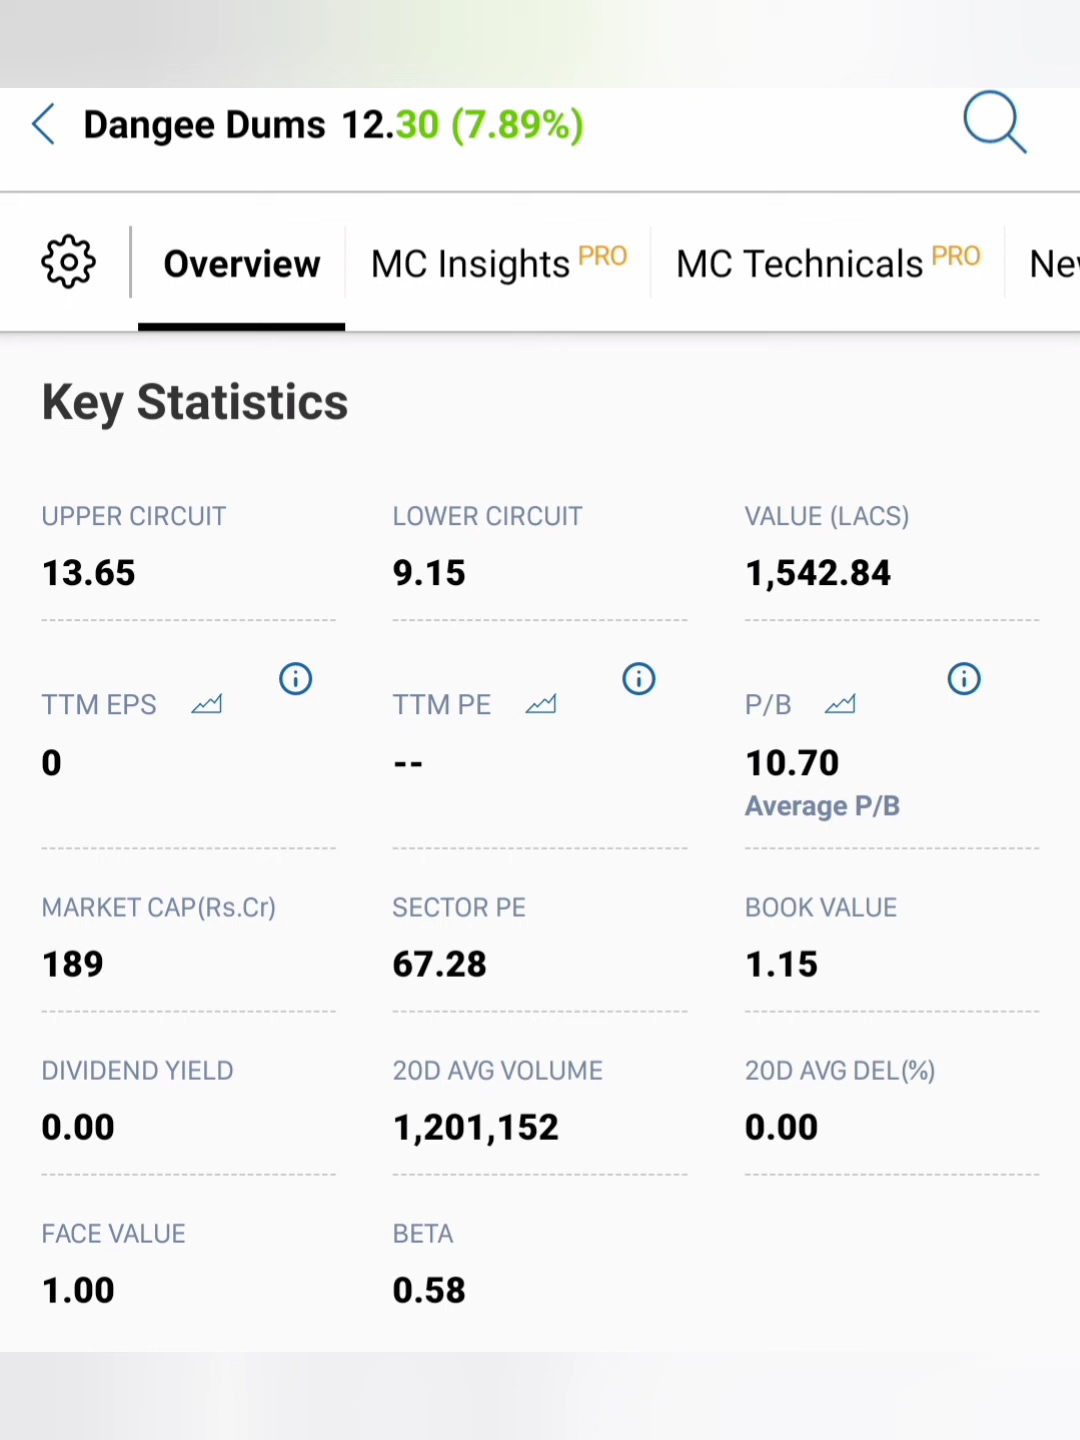 Dangee Dums 12.30 (7.89%)
Overview MC Insights PRO MC Technicals PRO
Key Statistics
UPPER CIRCUIT LOWER CIRCUIT VALUE (LACS)
13.65 9.15 1,542.84
TTM EPS TTM PE P/B
0 -- 10.70
Average P/B
MARKET CAP(Rs.Cr) SECTOR PE BOOK VALUE
189 67.28 1.15
DIVIDEND YIELD 20D AVG VOLUME 20D AVG DEL(%)
0.00 1,201,152 0.00
FACE VALUE BETA
1.00 0.58